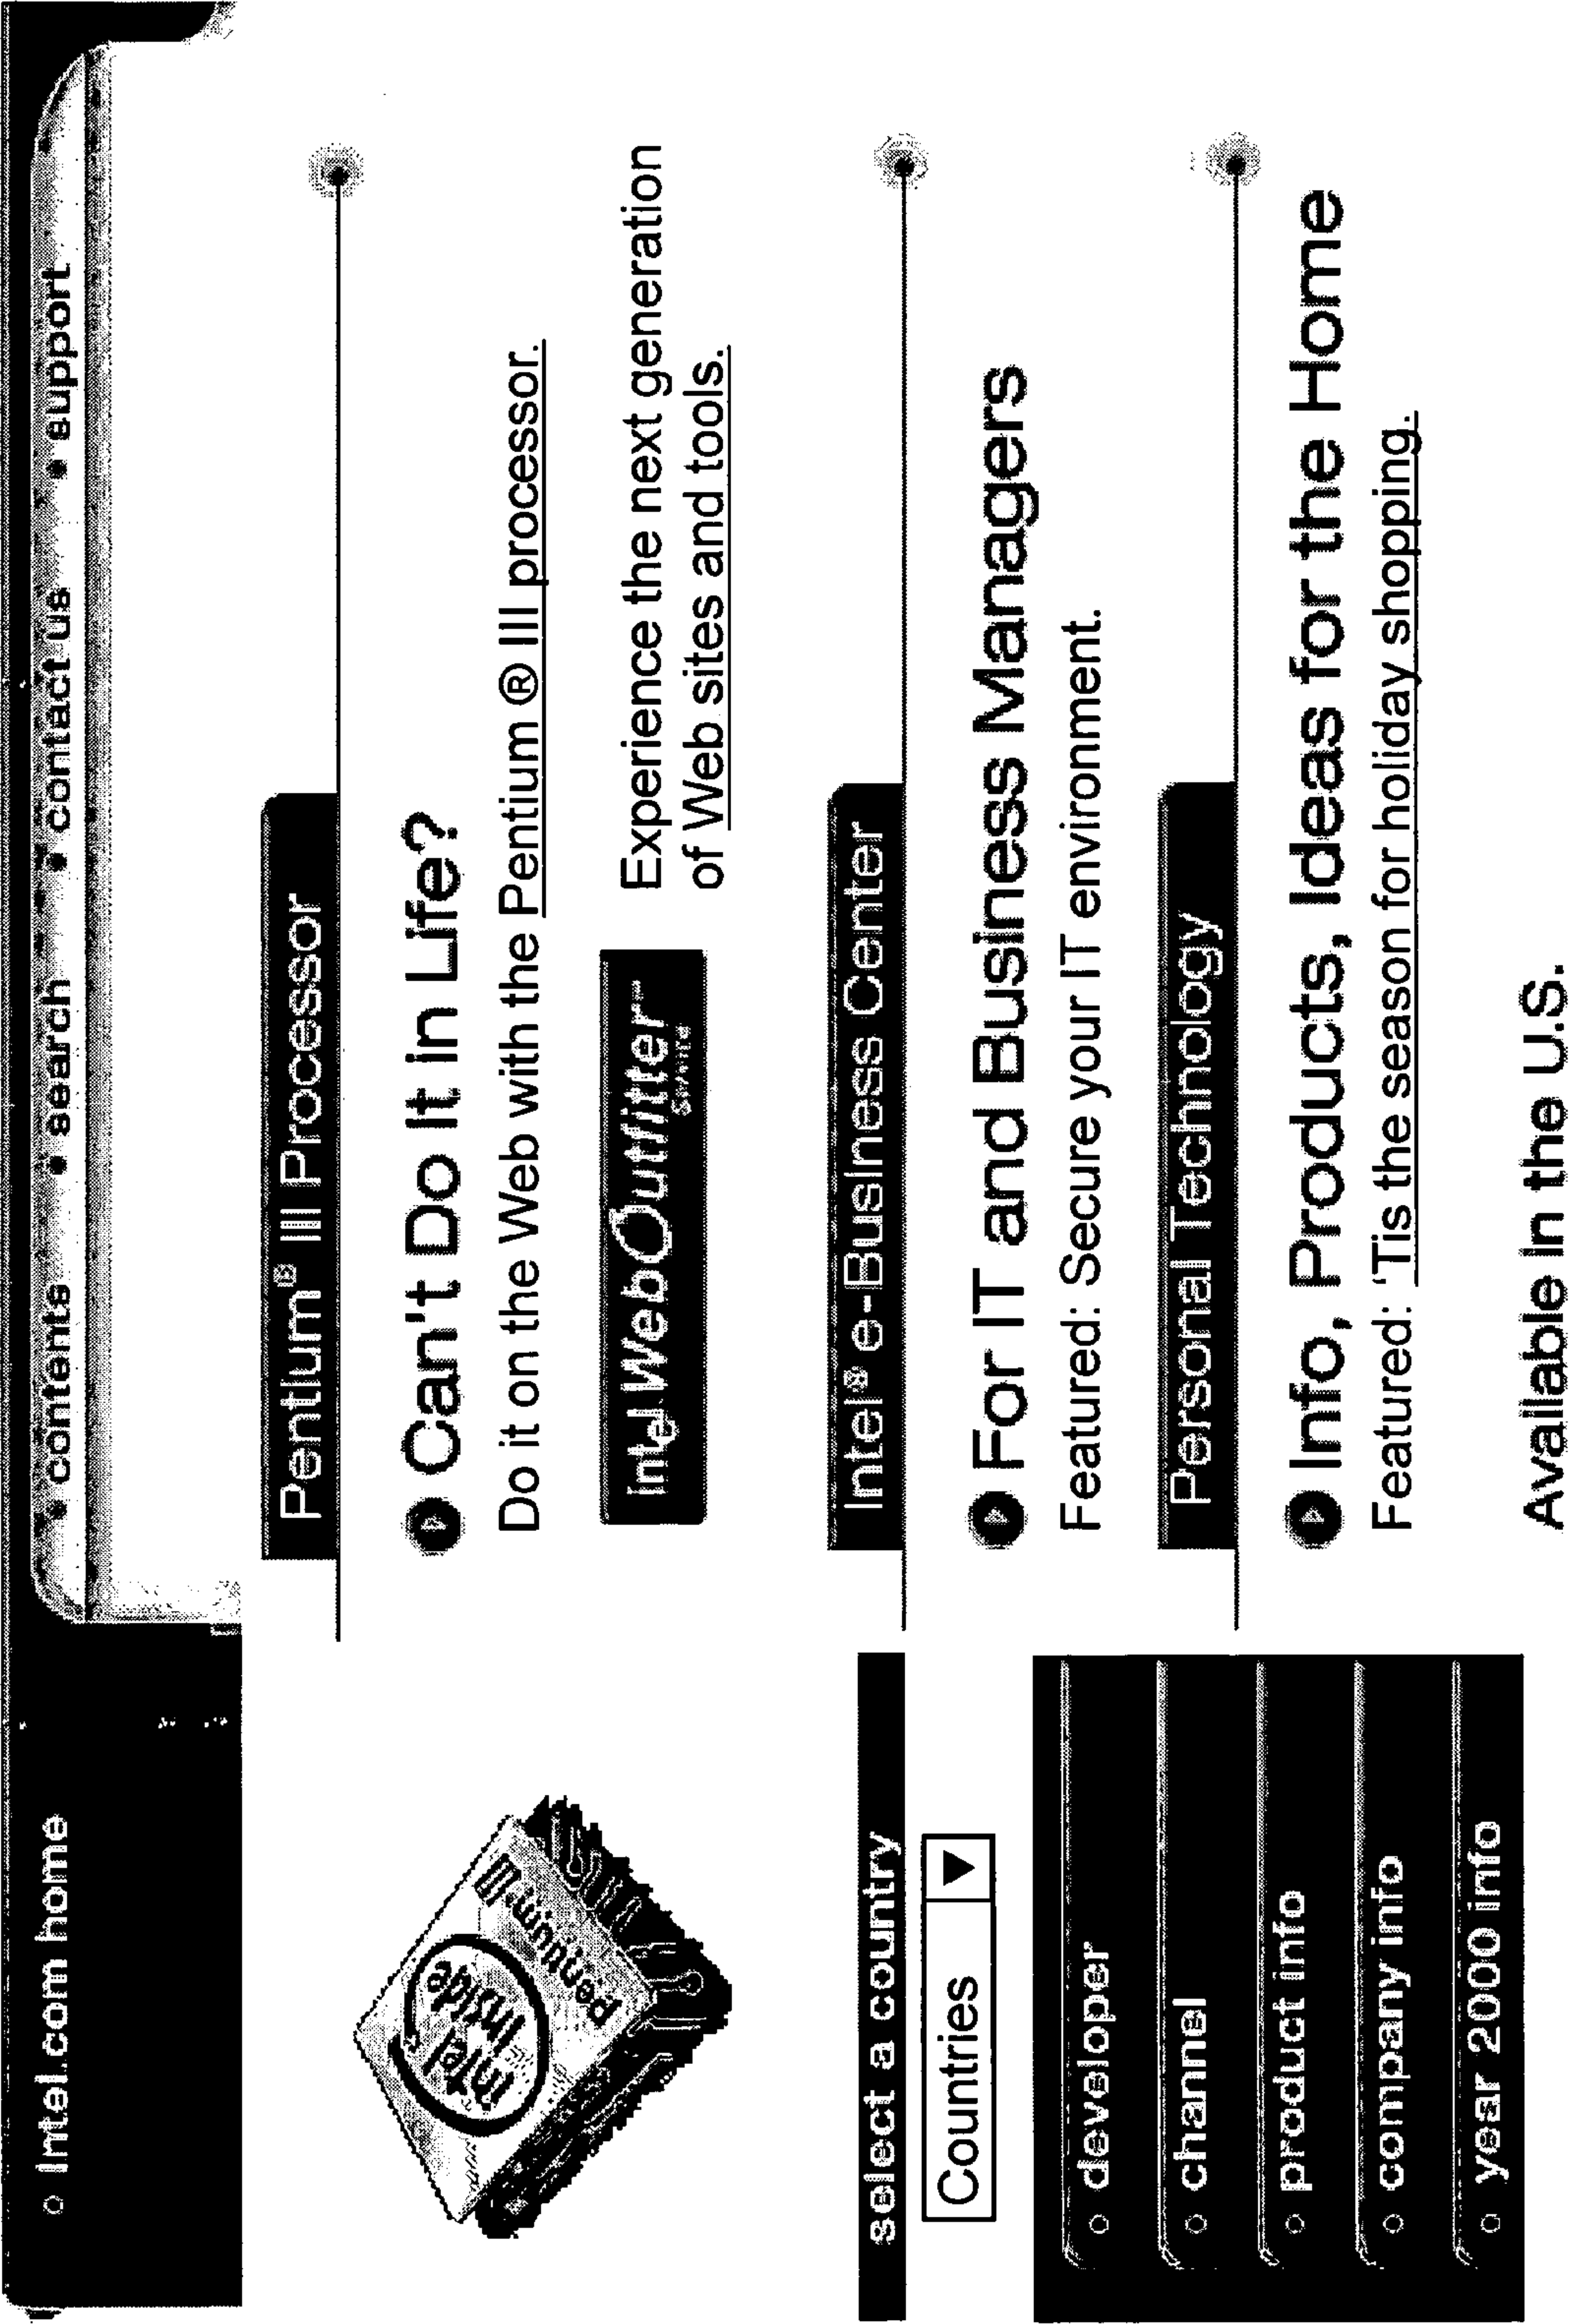 Intel.com home
contents • search • contact us • support
intel inside
pentium III
select a country
Countries
developer
channel
product info
company info
year 2000 info
Pentium® III Processor
Can't Do It in Life?
Do it on the Web with the Pentium ® III processor.
intel WebOutfitter™
Service
Experience the next generation
of Web sites and tools.
Intel® e-Business Center
For IT and Business Managers
Featured: Secure your IT environment.
Personal Technology
Info, Products, Ideas for the Home
Featured: 'Tis the season for holiday shopping.
Available in the U.S.